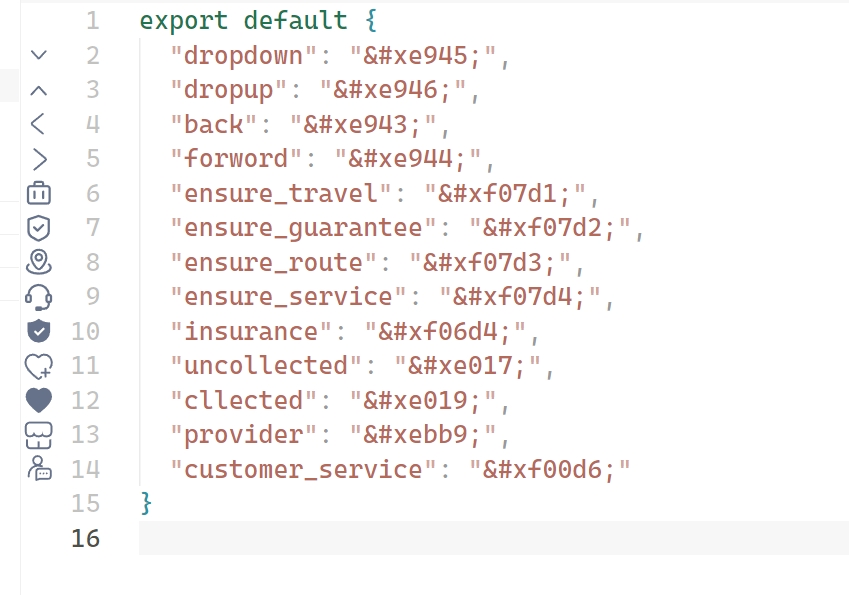 1 export default {
2 "dropdown": "&#xe945;",
3 "dropup": "&#xe946;",
4 "back": "&#xe943;",
5 "forword": "&#xe944;",
6 "ensure_travel": "&#xf07d1;",
7 "ensure_guarantee": "&#xf07d2;",
8 "ensure_route": "&#xf07d3;",
9 "ensure_service": "&#xf07d4;",
10 "insurance": "&#xf06d4;",
11 "uncollected": "&#xe017;",
12 "cllected": "&#xe019;",
13 "provider": "&#xebb9;",
14 "customer_service": "&#xf00d6;"
15 }
16